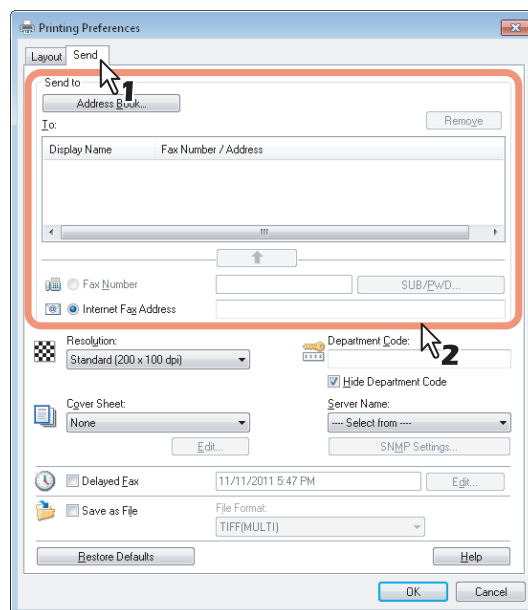 Printing Preferences
Layout Send
1
Send to
Address Book...
To:
Remove
Display Name Fax Number / Address
Fax Number
SUB/PWD...
Internet Fax Address
2
Resolution:
Standard (200 x 100 dpi)
Department Code:
Hide Department Code
Cover Sheet:
None
Edit...
Server Name:
---- Select from ----
SNMP Settings...
Delayed Fax
11/11/2011 5:47 PM
Edit...
Save as File
File Format:
TIFF(MULTI)
Restore Defaults
Help
OK
Cancel